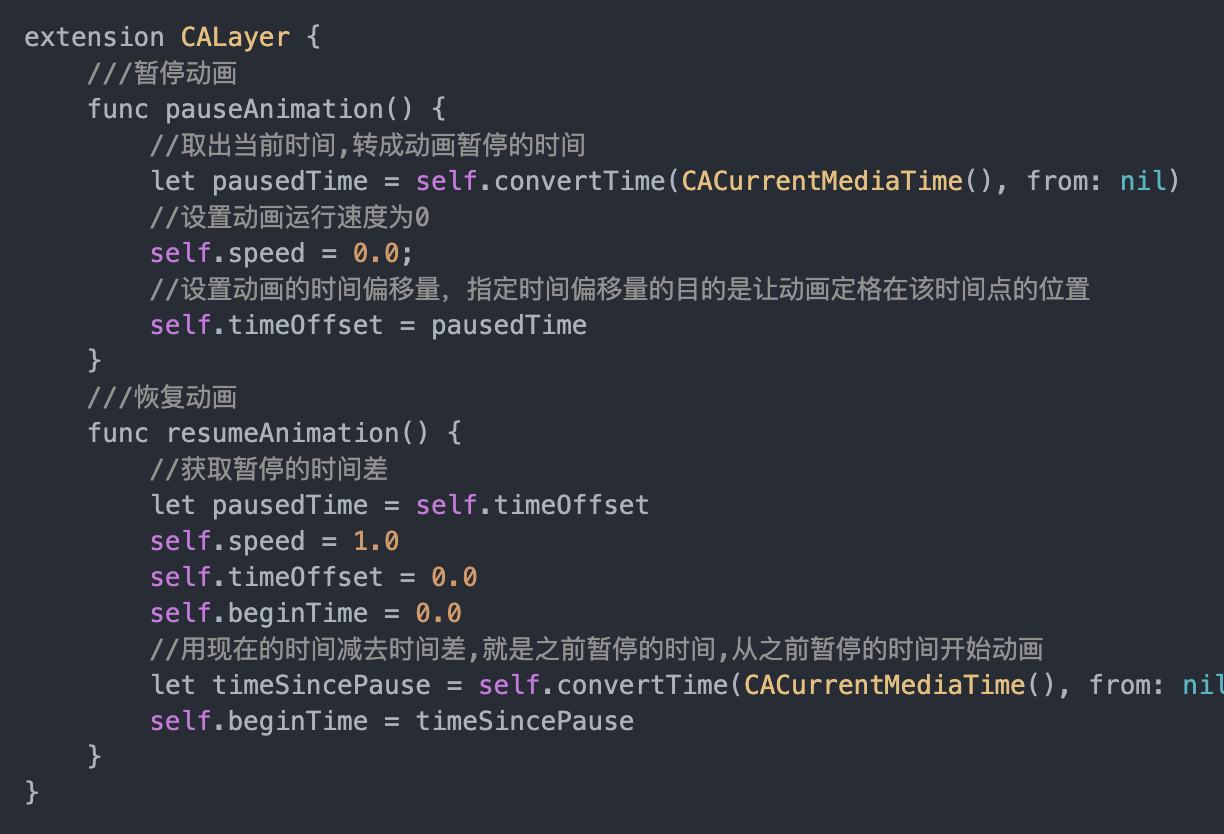 extension CALayer {
    ///暂停动画
    func pauseAnimation() {
        //取出当前时间,转成动画暂停的时间
        let pausedTime = self.convertTime(CACurrentMediaTime(), from: nil)
        //设置动画运行速度为0
        self.speed = 0.0;
        //设置动画的时间偏移量，指定时间偏移量的目的是让动画定格在该时间点的位置
        self.timeOffset = pausedTime
    }
    ///恢复动画
    func resumeAnimation() {
        //获取暂停的时间差
        let pausedTime = self.timeOffset
        self.speed = 1.0
        self.timeOffset = 0.0
        self.beginTime = 0.0
        //用现在的时间减去时间差,就是之前暂停的时间,从之前暂停的时间开始动画
        let timeSincePause = self.convertTime(CACurrentMediaTime(), from: nil
        self.beginTime = timeSincePause
    }
}